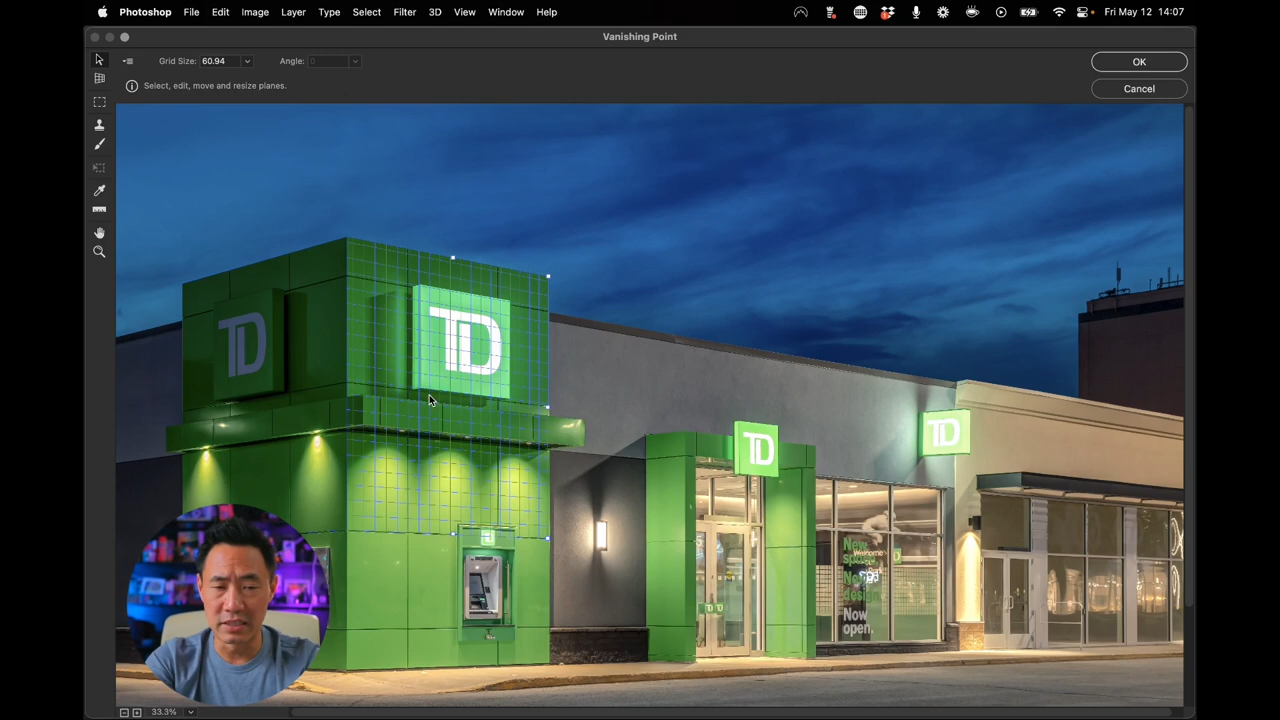 Photoshop File Edit Image Layer Type Select Filter 3D View Window Help Fri May 12 14:07
Vanishing Point
Grid Size: 60.94 Angle: 0 OK
Select, edit, move and resize planes. Cancel
TD
TD
TD
TD
Welcome
Now
open.
33.3%